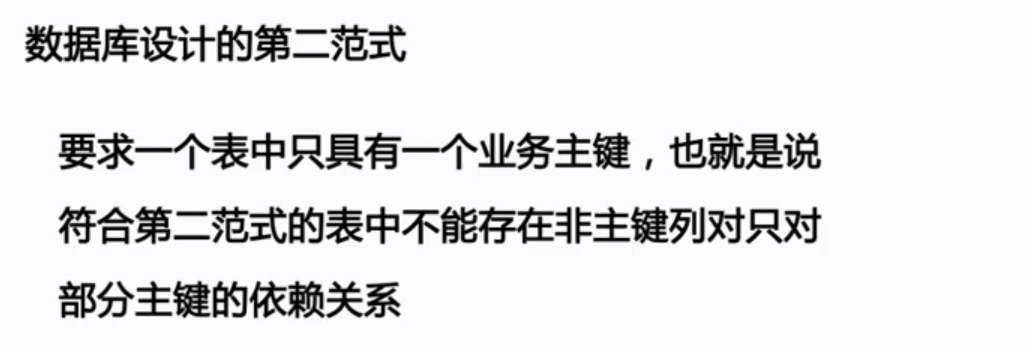 数据库设计的第二范式
要求一个表中只具有一个业务主键，也就是说
符合第二范式的表中不能存在非主键列对只对
部分主键的依赖关系